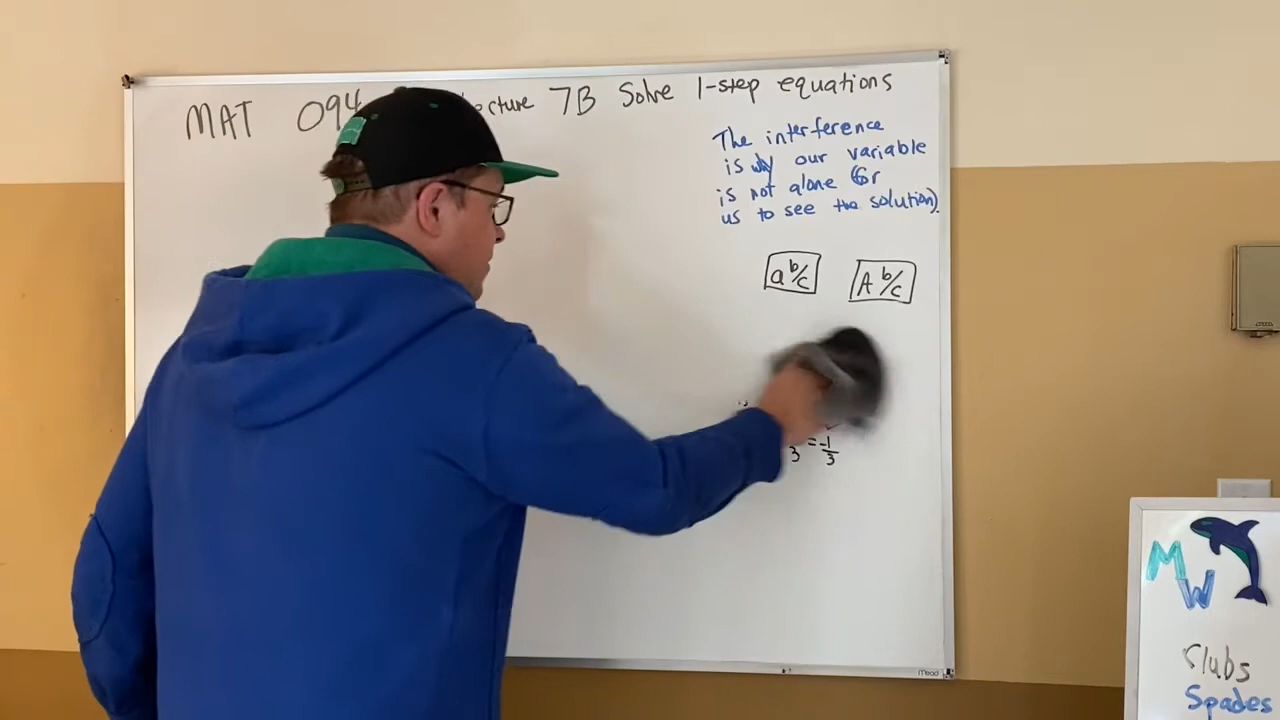 MAT 094 7B Solve 1-step equations
The interference
is why our variable
is not alone (for
us to see the solution).
a b/c A b/c
3 = -1/3
mead
M
W
Clubs
Spades